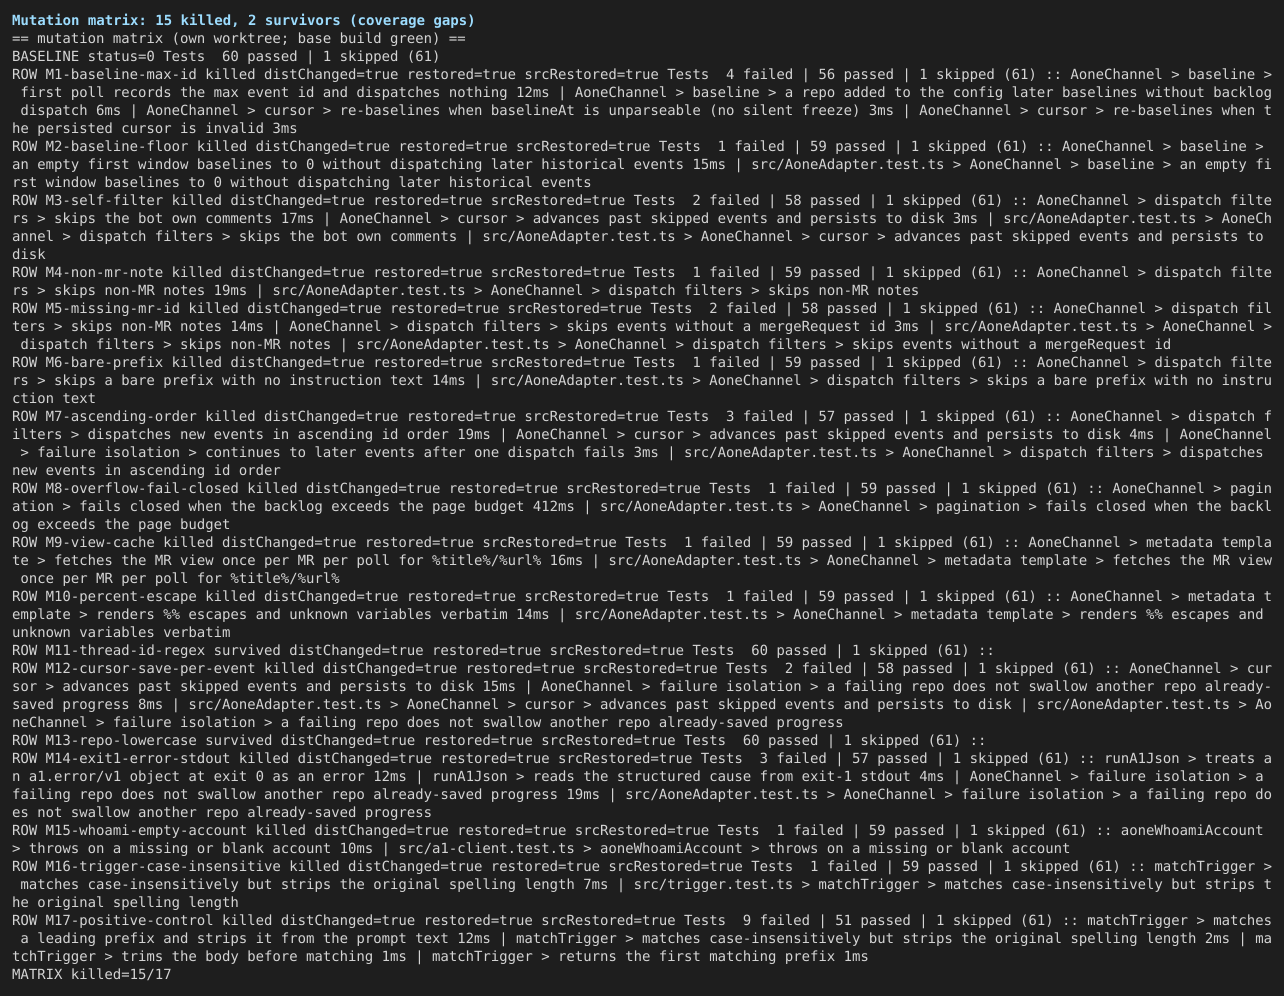 Mutation matrix: 15 killed, 2 survivors (coverage gaps)
== mutation matrix (own worktree; base build green) ==
BASELINE status=0 Tests  60 passed | 1 skipped (61)
ROW M1-baseline-max-id killed distChanged=true restored=true srcRestored=true Tests  4 failed | 56 passed | 1 skipped (61) :: AoneChannel > baseline >
 first poll records the max event id and dispatches nothing 12ms | AoneChannel > baseline > a repo added to the config later baselines without backlog
 dispatch 6ms | AoneChannel > cursor > re-baselines when baselineAt is unparseable (no silent freeze) 3ms | AoneChannel > cursor > re-baselines when t
he persisted cursor is invalid 3ms
ROW M2-baseline-floor killed distChanged=true restored=true srcRestored=true Tests  1 failed | 59 passed | 1 skipped (61) :: AoneChannel > baseline >
an empty first window baselines to 0 without dispatching later historical events 15ms | src/AoneAdapter.test.ts > AoneChannel > baseline > an empty fi
rst window baselines to 0 without dispatching later historical events
ROW M3-self-filter killed distChanged=true restored=true srcRestored=true Tests  2 failed | 58 passed | 1 skipped (61) :: AoneChannel > dispatch filte
rs > skips the bot own comments 17ms | AoneChannel > cursor > advances past skipped events and persists to disk 3ms | src/AoneAdapter.test.ts > AoneCh
annel > dispatch filters > skips the bot own comments | src/AoneAdapter.test.ts > AoneChannel > cursor > advances past skipped events and persists to
disk
ROW M4-non-mr-note killed distChanged=true restored=true srcRestored=true Tests  1 failed | 59 passed | 1 skipped (61) :: AoneChannel > dispatch filte
rs > skips non-MR notes 19ms | src/AoneAdapter.test.ts > AoneChannel > dispatch filters > skips non-MR notes
ROW M5-missing-mr-id killed distChanged=true restored=true srcRestored=true Tests  2 failed | 58 passed | 1 skipped (61) :: AoneChannel > dispatch fil
ters > skips non-MR notes 14ms | AoneChannel > dispatch filters > skips events without a mergeRequest id 3ms | src/AoneAdapter.test.ts > AoneChannel >
 dispatch filters > skips non-MR notes | src/AoneAdapter.test.ts > AoneChannel > dispatch filters > skips events without a mergeRequest id
ROW M6-bare-prefix killed distChanged=true restored=true srcRestored=true Tests  1 failed | 59 passed | 1 skipped (61) :: AoneChannel > dispatch filte
rs > skips a bare prefix with no instruction text 14ms | src/AoneAdapter.test.ts > AoneChannel > dispatch filters > skips a bare prefix with no instru
ction text
ROW M7-ascending-order killed distChanged=true restored=true srcRestored=true Tests  3 failed | 57 passed | 1 skipped (61) :: AoneChannel > dispatch f
ilters > dispatches new events in ascending id order 19ms | AoneChannel > cursor > advances past skipped events and persists to disk 4ms | AoneChannel
 > failure isolation > continues to later events after one dispatch fails 3ms | src/AoneAdapter.test.ts > AoneChannel > dispatch filters > dispatches
new events in ascending id order
ROW M8-overflow-fail-closed killed distChanged=true restored=true srcRestored=true Tests  1 failed | 59 passed | 1 skipped (61) :: AoneChannel > pagin
ation > fails closed when the backlog exceeds the page budget 412ms | src/AoneAdapter.test.ts > AoneChannel > pagination > fails closed when the backl
og exceeds the page budget
ROW M9-view-cache killed distChanged=true restored=true srcRestored=true Tests  1 failed | 59 passed | 1 skipped (61) :: AoneChannel > metadata templa
te > fetches the MR view once per MR per poll for %title%/%url% 16ms | src/AoneAdapter.test.ts > AoneChannel > metadata template > fetches the MR view
 once per MR per poll for %title%/%url%
ROW M10-percent-escape killed distChanged=true restored=true srcRestored=true Tests  1 failed | 59 passed | 1 skipped (61) :: AoneChannel > metadata t
emplate > renders %% escapes and unknown variables verbatim 14ms | src/AoneAdapter.test.ts > AoneChannel > metadata template > renders %% escapes and
unknown variables verbatim
ROW M11-thread-id-regex survived distChanged=true restored=true srcRestored=true Tests  60 passed | 1 skipped (61) ::
ROW M12-cursor-save-per-event killed distChanged=true restored=true srcRestored=true Tests  2 failed | 58 passed | 1 skipped (61) :: AoneChannel > cur
sor > advances past skipped events and persists to disk 15ms | AoneChannel > failure isolation > a failing repo does not swallow another repo already-
saved progress 8ms | src/AoneAdapter.test.ts > AoneChannel > cursor > advances past skipped events and persists to disk | src/AoneAdapter.test.ts > Ao
neChannel > failure isolation > a failing repo does not swallow another repo already-saved progress
ROW M13-repo-lowercase survived distChanged=true restored=true srcRestored=true Tests  60 passed | 1 skipped (61) ::
ROW M14-exit1-error-stdout killed distChanged=true restored=true srcRestored=true Tests  3 failed | 57 passed | 1 skipped (61) :: runA1Json > treats a
n a1.error/v1 object at exit 0 as an error 12ms | runA1Json > reads the structured cause from exit-1 stdout 4ms | AoneChannel > failure isolation > a
failing repo does not swallow another repo already-saved progress 19ms | src/AoneAdapter.test.ts > AoneChannel > failure isolation > a failing repo do
es not swallow another repo already-saved progress
ROW M15-whoami-empty-account killed distChanged=true restored=true srcRestored=true Tests  1 failed | 59 passed | 1 skipped (61) :: aoneWhoamiAccount
> throws on a missing or blank account 10ms | src/a1-client.test.ts > aoneWhoamiAccount > throws on a missing or blank account
ROW M16-trigger-case-insensitive killed distChanged=true restored=true srcRestored=true Tests  1 failed | 59 passed | 1 skipped (61) :: matchTrigger >
 matches case-insensitively but strips the original spelling length 7ms | src/trigger.test.ts > matchTrigger > matches case-insensitively but strips t
he original spelling length
ROW M17-positive-control killed distChanged=true restored=true srcRestored=true Tests  9 failed | 51 passed | 1 skipped (61) :: matchTrigger > matches
 a leading prefix and strips it from the prompt text 12ms | matchTrigger > matches case-insensitively but strips the original spelling length 2ms | ma
tchTrigger > trims the body before matching 1ms | matchTrigger > returns the first matching prefix 1ms
MATRIX killed=15/17